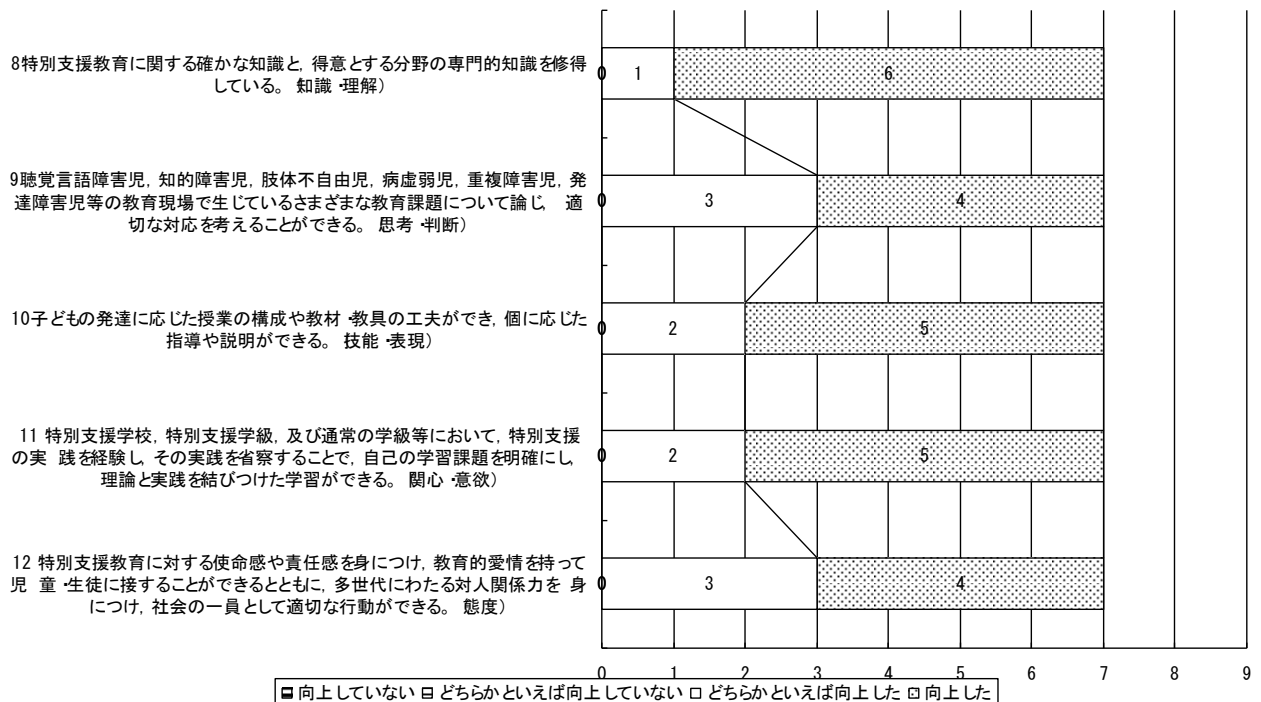 8特別支援教育に関する確かな知識と，得意とする分野の専門的知識を修得
している。 知識・理解）
0 1 6
9聴覚言語障害児，知的障害児，肢体不自由児，病虚弱児，重複障害児，発
達障害児等の教育現場で生じているさまざまな教育課題について論じ， 適
切な対応を考えることができる。 思考・判断）
0 3 4
10子どもの発達に応じた授業の構成や教材・教具の工夫ができ，個に応じた
指導や説明ができる。 技能・表現）
0 2 5
11 特別支援学校，特別支援学級，及び通常の学級等において，特別支援
の実 践を経験し，その実践を省察することで，自己の学習課題を明確にし，
理論と実践を結びつけた学習ができる。 関心・意欲）
0 2 5
12 特別支援教育に対する使命感や責任感を身につけ，教育的愛情を持って
児 童・生徒に接することができるとともに，多世代にわたる対人関係力を 身
につけ，社会の一員として適切な行動ができる。 態度）
0 3 4
0 1 2 3 4 5 6 7 8 9
向上していない どちらかといえば向上していない どちらかといえば向上した 向上した